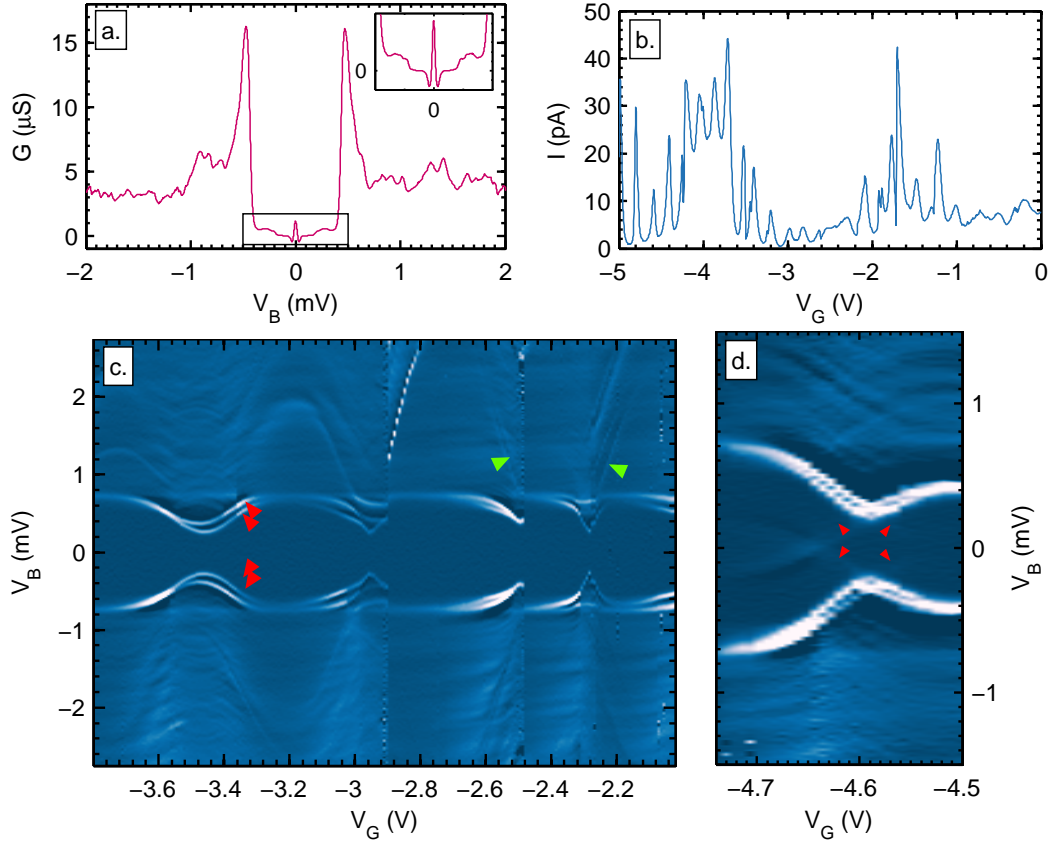 a.
G (μS)
15
10
5
0
−2 −1 0 1 2
V_B (mV)
0
0
b.
I (pA)
50
40
30
20
10
0
−5 −4 −3 −2 −1 0
V_G (V)
c.
V_B (mV)
2
1
0
−1
−2
−3.6 −3.4 −3.2 −3 −2.8 −2.6 −2.4 −2.2
V_G (V)
d.
1
0
−1
V_B (mV)
−4.7 −4.6 −4.5
V_G (V)